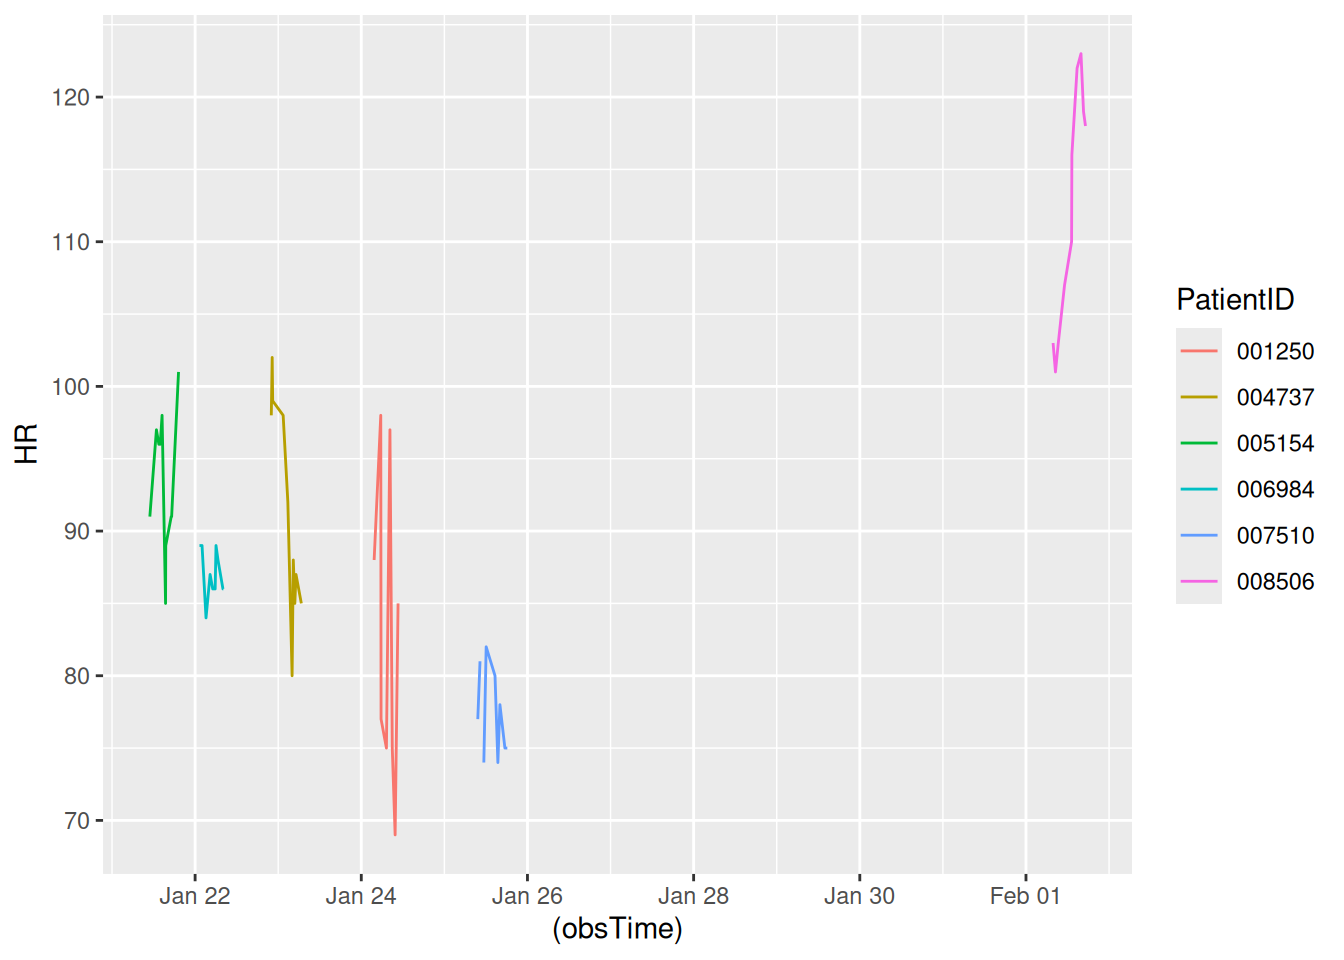 120
110
100
90
80
70
HR
Jan 22
Jan 24
Jan 26
Jan 28
Jan 30
Feb 01
(obsTime)
PatientID
001250
004737
005154
006984
007510
008506